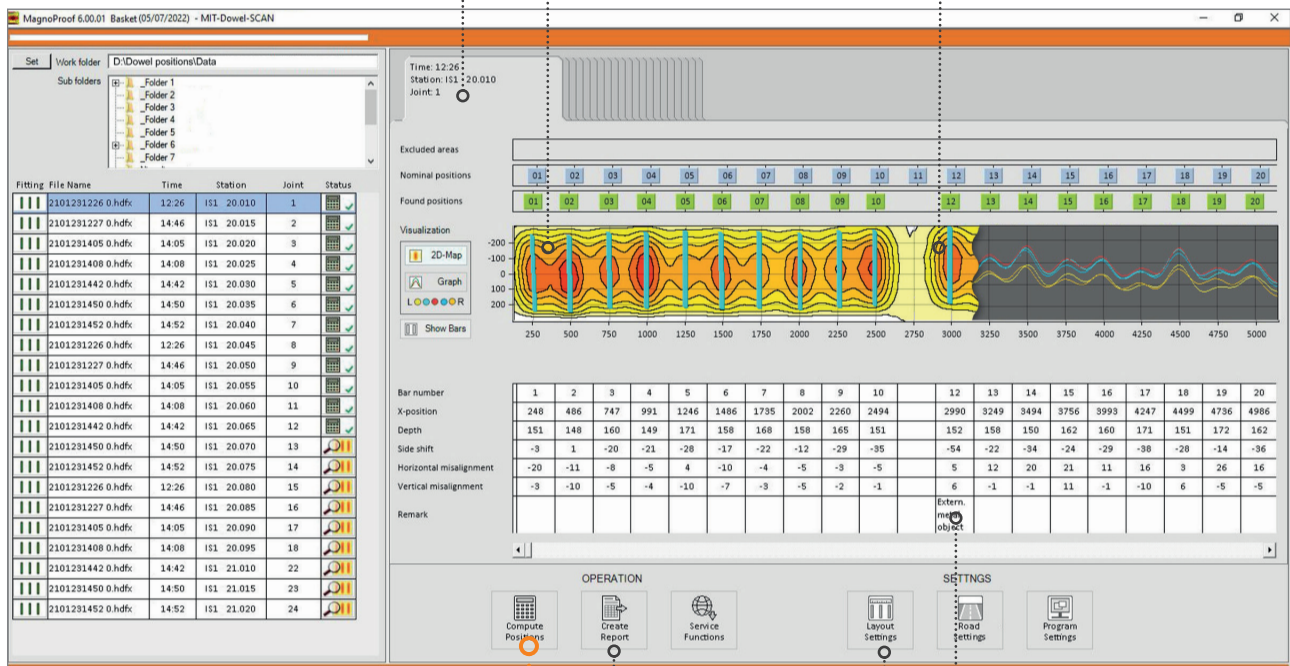 MagnoProof 6.00.01 Basket (05/07/2022) - MIT-Dowel-SCAN
Set Work folder D:\Dowel positions\Data
Sub folders
_Folder 1
_Folder 2
_Folder 3
_Folder 4
_Folder 5
_Folder 6
_Folder 7
Fitting File Name Time Station Joint Status
2101231226 0.hdfx 12:26 IS1 20.010 1
2101231227 0.hdfx 14:46 IS1 20.015 2
2101231405 0.hdfx 14:05 IS1 20.020 3
2101231408 0.hdfx 14:08 IS1 20.025 4
2101231442 0.hdfx 14:42 IS1 20.030 5
2101231450 0.hdfx 14:50 IS1 20.035 6
2101231452 0.hdfx 14:52 IS1 20.040 7
2101231226 0.hdfx 12:26 IS1 20.045 8
2101231227 0.hdfx 14:46 IS1 20.050 9
2101231405 0.hdfx 14:05 IS1 20.055 10
2101231408 0.hdfx 14:08 IS1 20.060 11
2101231442 0.hdfx 14:42 IS1 20.065 12
2101231450 0.hdfx 14:50 IS1 20.070 13
2101231452 0.hdfx 14:52 IS1 20.075 14
2101231226 0.hdfx 12:26 IS1 20.080 15
2101231227 0.hdfx 14:46 IS1 20.085 16
2101231405 0.hdfx 14:05 IS1 20.090 17
2101231408 0.hdfx 14:08 IS1 20.095 18
2101231442 0.hdfx 14:42 IS1 21.010 22
2101231450 0.hdfx 14:50 IS1 21.015 23
2101231452 0.hdfx 14:52 IS1 21.020 24
Time: 12:26
Station: IS1 20.010
Joint: 1
Excluded areas
Nominal positions 01 02 03 04 05 06 07 08 09 10 11 12 13 14 15 16 17 18 19 20
Found positions 01 02 03 04 05 06 07 08 09 10 12 13 14 15 16 17 18 19 20
Visualization
2D-Map
Graph
L R
Show Bars
-200
-100
0
100
200
250 500 750 1000 1250 1500 1750 2000 2250 2500 2750 3000 3250 3500 3750 4000 4250 4500 4750 5000
Bar number 1 2 3 4 5 6 7 8 9 10 12 13 14 15 16 17 18 19 20
X-position 248 486 747 991 1246 1486 1735 2002 2260 2494 2990 3249 3494 3756 3993 4247 4499 4736 4986
Depth 151 148 160 149 171 158 168 158 165 151 152 158 150 162 160 171 151 172 162
Side shift -3 1 -20 -21 -28 -17 -22 -12 -29 -35 -54 -22 -34 -24 -29 -38 -28 -14 -36
Horizontal misalignment -20 -11 -8 -5 4 -10 -4 -5 -3 -5 5 12 20 21 11 16 3 26 16
Vertical misalignment -3 -10 -5 -4 -10 -7 -3 -5 -2 -1 6 -1 -1 11 -1 -10 6 -5 -5
Remark Extern.
metal
object
OPERATION
SETTNGS
Compute
Positions
Create
Report
Service
Functions
Layout
Settings
Road
Settings
Program
Settings